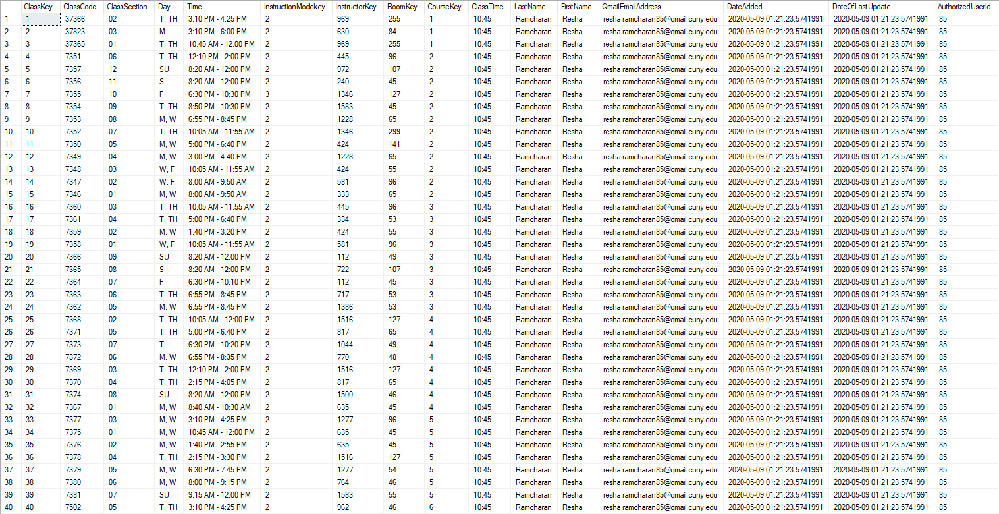 ClassKey ClassCode ClassSection Day Time InstructionModekey InstructorKey RoomKey CourseKey ClassTime LastName FirstName QmailEmailAddress DateAdded DateOfLastUpdate AuthorizedUserId
1 1 37366 02 T, TH 3:10 PM - 4:25 PM 2 969 255 1 10:45 Ramcharan Resha resha.ramcharan85@qmail.cuny.edu 2020-05-09 01:21:23.5741991 2020-05-09 01:21:23.5741991 85
2 2 37823 03 M 3:10 PM - 6:00 PM 2 630 84 1 10:45 Ramcharan Resha resha.ramcharan85@qmail.cuny.edu 2020-05-09 01:21:23.5741991 2020-05-09 01:21:23.5741991 85
3 3 37365 01 T, TH 10:45 AM - 12:00 PM 2 969 255 1 10:45 Ramcharan Resha resha.ramcharan85@qmail.cuny.edu 2020-05-09 01:21:23.5741991 2020-05-09 01:21:23.5741991 85
4 4 7351 06 T, TH 12:10 PM - 2:00 PM 2 445 96 2 10:45 Ramcharan Resha resha.ramcharan85@qmail.cuny.edu 2020-05-09 01:21:23.5741991 2020-05-09 01:21:23.5741991 85
5 5 7357 12 SU 8:20 AM - 12:00 PM 2 972 107 2 10:45 Ramcharan Resha resha.ramcharan85@qmail.cuny.edu 2020-05-09 01:21:23.5741991 2020-05-09 01:21:23.5741991 85
6 6 7356 11 S 8:20 AM - 12:00 PM 2 240 45 2 10:45 Ramcharan Resha resha.ramcharan85@qmail.cuny.edu 2020-05-09 01:21:23.5741991 2020-05-09 01:21:23.5741991 85
7 7 7355 10 F 6:30 PM - 10:30 PM 3 1346 127 2 10:45 Ramcharan Resha resha.ramcharan85@qmail.cuny.edu 2020-05-09 01:21:23.5741991 2020-05-09 01:21:23.5741991 85
8 8 7354 09 T, TH 8:50 PM - 10:30 PM 2 1583 45 2 10:45 Ramcharan Resha resha.ramcharan85@qmail.cuny.edu 2020-05-09 01:21:23.5741991 2020-05-09 01:21:23.5741991 85
9 9 7353 08 M, W 6:55 PM - 8:45 PM 2 1228 65 2 10:45 Ramcharan Resha resha.ramcharan85@qmail.cuny.edu 2020-05-09 01:21:23.5741991 2020-05-09 01:21:23.5741991 85
10 10 7352 07 T, TH 10:05 AM - 11:55 AM 2 1346 299 2 10:45 Ramcharan Resha resha.ramcharan85@qmail.cuny.edu 2020-05-09 01:21:23.5741991 2020-05-09 01:21:23.5741991 85
11 11 7350 05 M, W 5:00 PM - 6:40 PM 2 424 141 2 10:45 Ramcharan Resha resha.ramcharan85@qmail.cuny.edu 2020-05-09 01:21:23.5741991 2020-05-09 01:21:23.5741991 85
12 12 7349 04 M, W 3:00 PM - 4:40 PM 2 1228 65 2 10:45 Ramcharan Resha resha.ramcharan85@qmail.cuny.edu 2020-05-09 01:21:23.5741991 2020-05-09 01:21:23.5741991 85
13 13 7348 03 W, F 10:05 AM - 11:55 AM 2 424 55 2 10:45 Ramcharan Resha resha.ramcharan85@qmail.cuny.edu 2020-05-09 01:21:23.5741991 2020-05-09 01:21:23.5741991 85
14 14 7347 02 W, F 8:00 AM - 9:50 AM 2 581 96 2 10:45 Ramcharan Resha resha.ramcharan85@qmail.cuny.edu 2020-05-09 01:21:23.5741991 2020-05-09 01:21:23.5741991 85
15 15 7346 01 M, W 8:00 AM - 9:50 AM 2 333 65 2 10:45 Ramcharan Resha resha.ramcharan85@qmail.cuny.edu 2020-05-09 01:21:23.5741991 2020-05-09 01:21:23.5741991 85
16 16 7360 03 T, TH 10:05 AM - 11:55 AM 2 445 96 3 10:45 Ramcharan Resha resha.ramcharan85@qmail.cuny.edu 2020-05-09 01:21:23.5741991 2020-05-09 01:21:23.5741991 85
17 17 7361 04 T, TH 5:00 PM - 6:40 PM 2 334 53 3 10:45 Ramcharan Resha resha.ramcharan85@qmail.cuny.edu 2020-05-09 01:21:23.5741991 2020-05-09 01:21:23.5741991 85
18 18 7359 02 M, W 1:40 PM - 3:20 PM 2 424 55 3 10:45 Ramcharan Resha resha.ramcharan85@qmail.cuny.edu 2020-05-09 01:21:23.5741991 2020-05-09 01:21:23.5741991 85
19 19 7358 01 W, F 10:05 AM - 11:55 AM 2 581 96 3 10:45 Ramcharan Resha resha.ramcharan85@qmail.cuny.edu 2020-05-09 01:21:23.5741991 2020-05-09 01:21:23.5741991 85
20 20 7366 09 SU 8:20 AM - 12:00 PM 2 112 49 3 10:45 Ramcharan Resha resha.ramcharan85@qmail.cuny.edu 2020-05-09 01:21:23.5741991 2020-05-09 01:21:23.5741991 85
21 21 7365 08 S 8:20 AM - 12:00 PM 2 722 107 3 10:45 Ramcharan Resha resha.ramcharan85@qmail.cuny.edu 2020-05-09 01:21:23.5741991 2020-05-09 01:21:23.5741991 85
22 22 7364 07 F 6:30 PM - 10:10 PM 2 112 45 3 10:45 Ramcharan Resha resha.ramcharan85@qmail.cuny.edu 2020-05-09 01:21:23.5741991 2020-05-09 01:21:23.5741991 85
23 23 7363 06 T, TH 6:55 PM - 8:45 PM 2 717 53 3 10:45 Ramcharan Resha resha.ramcharan85@qmail.cuny.edu 2020-05-09 01:21:23.5741991 2020-05-09 01:21:23.5741991 85
24 24 7362 05 M, W 6:55 PM - 8:45 PM 2 1386 53 3 10:45 Ramcharan Resha resha.ramcharan85@qmail.cuny.edu 2020-05-09 01:21:23.5741991 2020-05-09 01:21:23.5741991 85
25 25 7368 02 T, TH 10:05 AM - 12:00 PM 2 1516 127 4 10:45 Ramcharan Resha resha.ramcharan85@qmail.cuny.edu 2020-05-09 01:21:23.5741991 2020-05-09 01:21:23.5741991 85
26 26 7371 05 T, TH 5:00 PM - 6:40 PM 2 817 65 4 10:45 Ramcharan Resha resha.ramcharan85@qmail.cuny.edu 2020-05-09 01:21:23.5741991 2020-05-09 01:21:23.5741991 85
27 27 7373 07 T 6:30 PM - 10:20 PM 2 1044 49 4 10:45 Ramcharan Resha resha.ramcharan85@qmail.cuny.edu 2020-05-09 01:21:23.5741991 2020-05-09 01:21:23.5741991 85
28 28 7372 06 M, W 6:55 PM - 8:35 PM 2 770 48 4 10:45 Ramcharan Resha resha.ramcharan85@qmail.cuny.edu 2020-05-09 01:21:23.5741991 2020-05-09 01:21:23.5741991 85
29 29 7369 03 T, TH 12:10 PM - 2:00 PM 2 1516 127 4 10:45 Ramcharan Resha resha.ramcharan85@qmail.cuny.edu 2020-05-09 01:21:23.5741991 2020-05-09 01:21:23.5741991 85
30 30 7370 04 T, TH 2:15 PM - 4:05 PM 2 817 65 4 10:45 Ramcharan Resha resha.ramcharan85@qmail.cuny.edu 2020-05-09 01:21:23.5741991 2020-05-09 01:21:23.5741991 85
31 31 7374 08 SU 8:20 AM - 12:00 PM 2 1500 46 4 10:45 Ramcharan Resha resha.ramcharan85@qmail.cuny.edu 2020-05-09 01:21:23.5741991 2020-05-09 01:21:23.5741991 85
32 32 7367 01 M, W 8:40 AM - 10:30 AM 2 635 45 4 10:45 Ramcharan Resha resha.ramcharan85@qmail.cuny.edu 2020-05-09 01:21:23.5741991 2020-05-09 01:21:23.5741991 85
33 33 7377 03 M, W 3:10 PM - 4:25 PM 2 1277 96 5 10:45 Ramcharan Resha resha.ramcharan85@qmail.cuny.edu 2020-05-09 01:21:23.5741991 2020-05-09 01:21:23.5741991 85
34 34 7375 01 M, W 10:45 AM - 12:00 PM 2 635 45 5 10:45 Ramcharan Resha resha.ramcharan85@qmail.cuny.edu 2020-05-09 01:21:23.5741991 2020-05-09 01:21:23.5741991 85
35 35 7376 02 M, W 1:40 PM - 2:55 PM 2 635 45 5 10:45 Ramcharan Resha resha.ramcharan85@qmail.cuny.edu 2020-05-09 01:21:23.5741991 2020-05-09 01:21:23.5741991 85
36 36 7378 04 T, TH 2:15 PM - 3:30 PM 2 1516 127 5 10:45 Ramcharan Resha resha.ramcharan85@qmail.cuny.edu 2020-05-09 01:21:23.5741991 2020-05-09 01:21:23.5741991 85
37 37 7379 05 M, W 6:30 PM - 7:45 PM 2 1277 54 5 10:45 Ramcharan Resha resha.ramcharan85@qmail.cuny.edu 2020-05-09 01:21:23.5741991 2020-05-09 01:21:23.5741991 85
38 38 7380 06 M, W 8:00 PM - 9:15 PM 2 764 46 5 10:45 Ramcharan Resha resha.ramcharan85@qmail.cuny.edu 2020-05-09 01:21:23.5741991 2020-05-09 01:21:23.5741991 85
39 39 7381 07 SU 9:15 AM - 12:00 PM 2 1583 55 5 10:45 Ramcharan Resha resha.ramcharan85@qmail.cuny.edu 2020-05-09 01:21:23.5741991 2020-05-09 01:21:23.5741991 85
40 40 7502 05 T, TH 3:10 PM - 4:25 PM 2 962 46 6 10:45 Ramcharan Resha resha.ramcharan85@qmail.cuny.edu 2020-05-09 01:21:23.5741991 2020-05-09 01:21:23.5741991 85